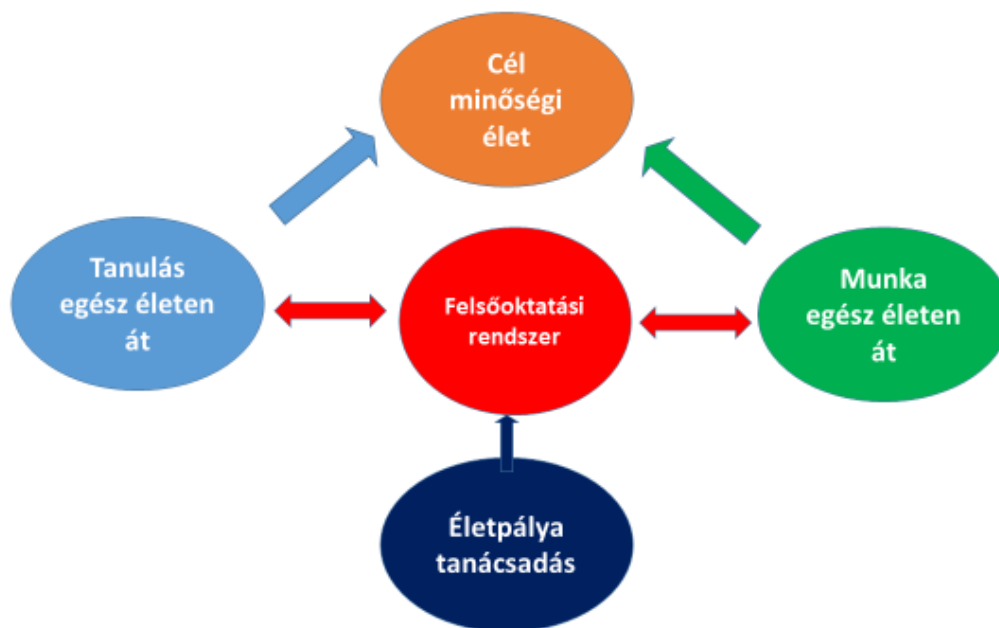 Cél
minőségi
élet
Tanulás
egész életen
át
Felsőoktatási
rendszer
Munka
egész életen
át
Életpálya
tanácsadás